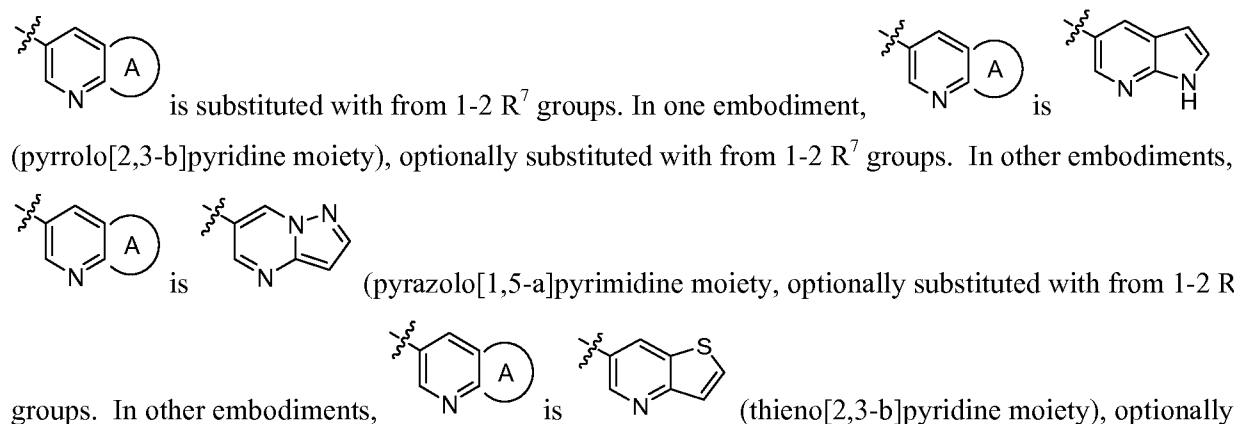 is substituted with from 1-2 R⁷ groups. In one embodiment, is
(pyrrolo[2,3-b]pyridine moiety), optionally substituted with from 1-2 R⁷ groups. In other embodiments,
is (pyrazolo[1,5-a]pyrimidine moiety, optionally substituted with from 1-2 R
groups. In other embodiments, is (thieno[2,3-b]pyridine moiety), optionally